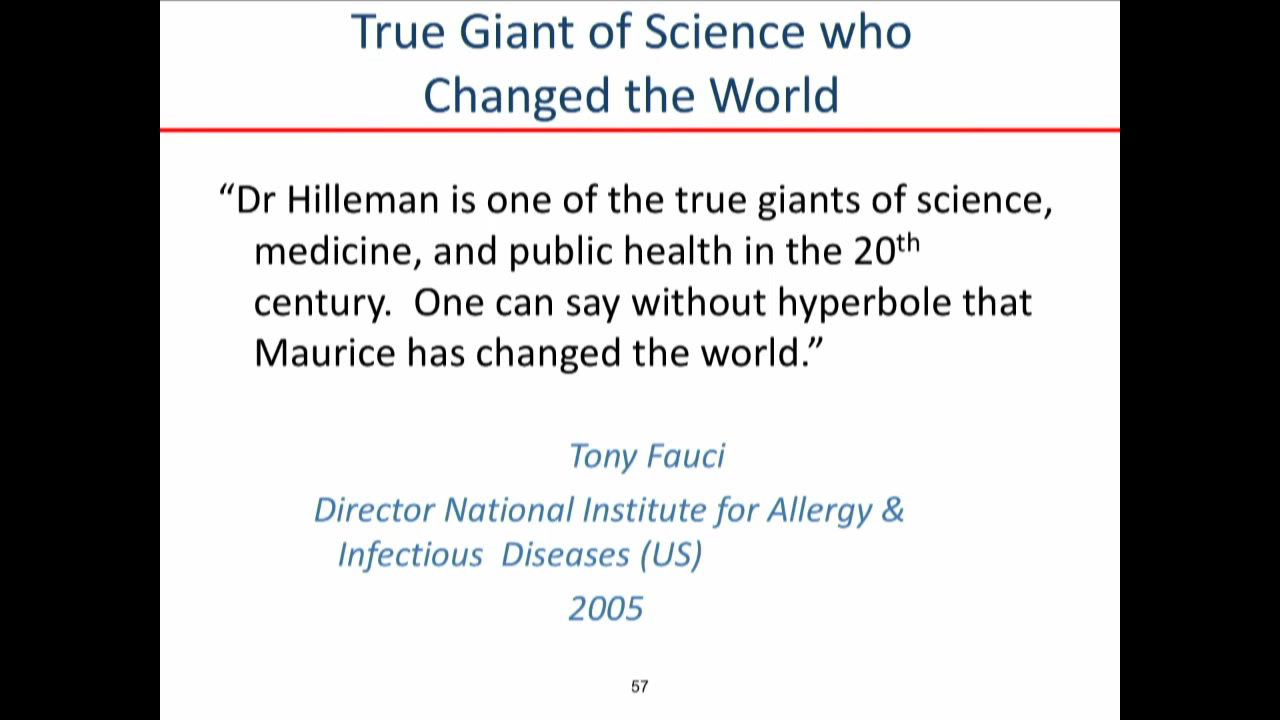 True Giant of Science who
Changed the World
“Dr Hilleman is one of the true giants of science,
medicine, and public health in the 20th
century.  One can say without hyperbole that
Maurice has changed the world.”
Tony Fauci
Director National Institute for Allergy &
Infectious  Diseases (US)
2005
57